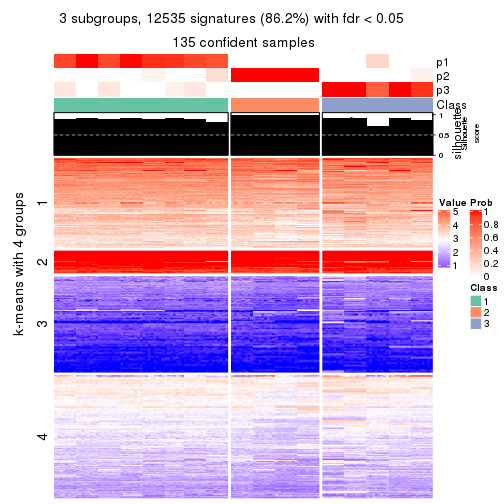 3 subgroups, 12535 signatures (86.2%) with fdr < 0.05
135 confident samples
p1
p2
p3
Class
silhouette
Silhouette
score
1
0.5
0
k-means with 4 groups
1
2
3
4
Value
5
4
3
2
1
Prob
1
0.8
0.6
0.4
0.2
0
Class
1
2
3